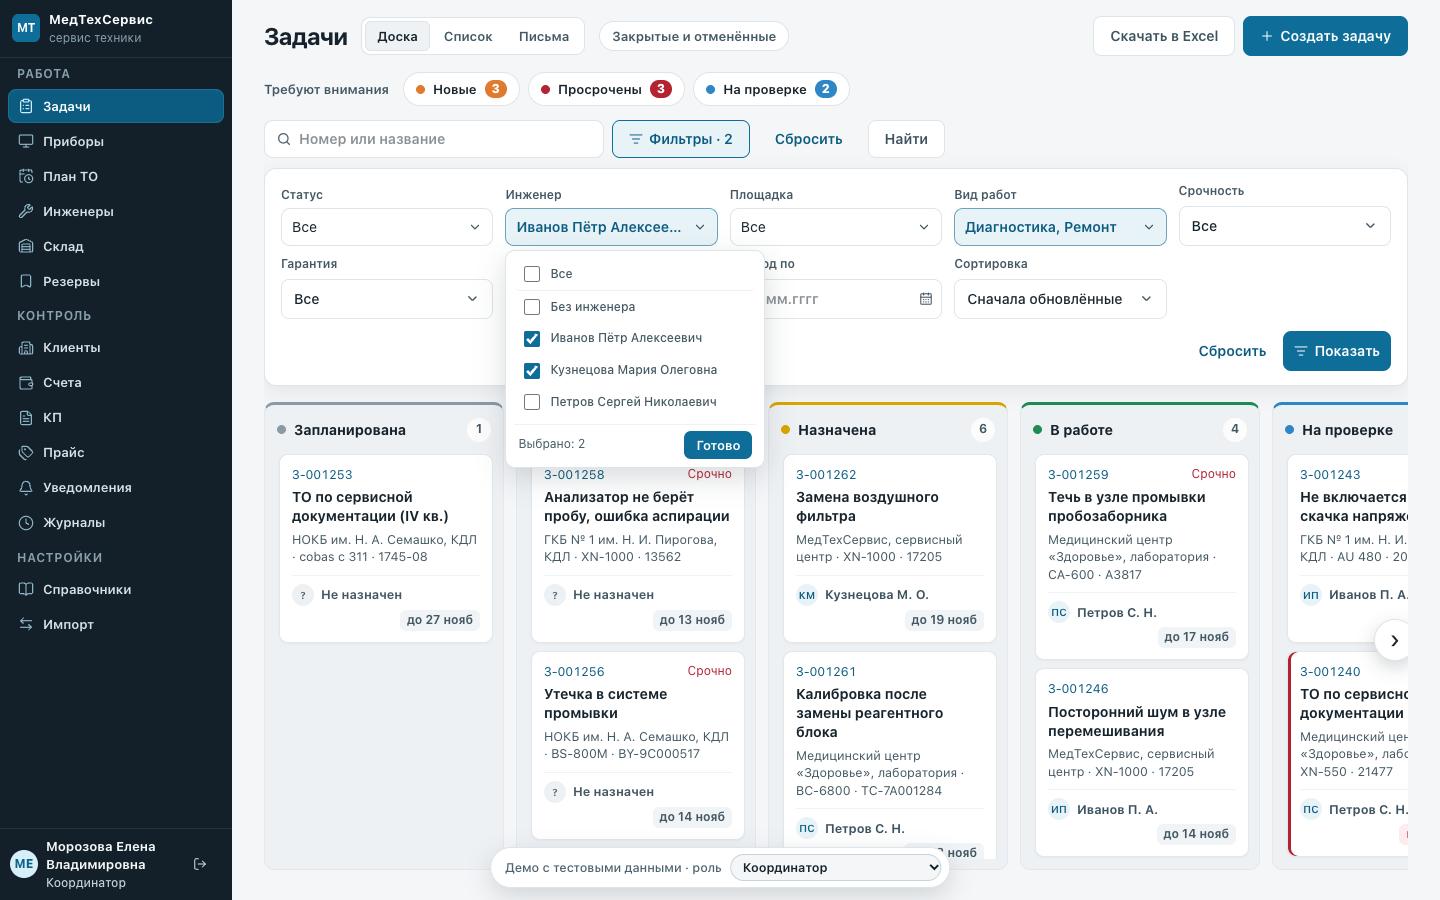 МТ
МедТехСервис
сервис техники
РАБОТА
Задачи
Приборы
План ТО
Инженеры
Склад
Резервы
КОНТРОЛЬ
Клиенты
Счета
КП
Прайс
Уведомления
Журналы
НАСТРОЙКИ
Справочники
Импорт
МЕ
Морозова Елена
Владимировна
Координатор
Задачи
Доска
Список
Письма
Закрытые и отменённые
Скачать в Excel
Создать задачу
Требуют внимания
Новые 3
Просрочены 3
На проверке 2
Номер или название
Фильтры · 2
Сбросить
Найти
Статус
Все
Инженер
Иванов Пётр Алексее...
Площадка
Все
Вид работ
Диагностика, Ремонт
Срочность
Все
Гарантия
Все
од по
мм.гггг
Сортировка
Сначала обновлённые
Сбросить
Показать
Все
Без инженера
Иванов Пётр Алексеевич
Кузнецова Мария Олеговна
Петров Сергей Николаевич
Выбрано: 2
Готово
Запланирована 1
З-001253
ТО по сервисной
документации (IV кв.)
НОКБ им. Н. А. Семашко, КДЛ
· cobas c 311 · 1745-08
? Не назначен
до 27 нояб
З-001258 Срочно
Анализатор не берёт
пробу, ошибка аспирации
ГКБ № 1 им. Н. И. Пирогова,
КДЛ · XN-1000 · 13562
? Не назначен
до 13 нояб
З-001256 Срочно
Утечка в системе
промывки
НОКБ им. Н. А. Семашко, КДЛ
· BS-800M · BY-9C000517
? Не назначен
до 14 нояб
Назначена 6
З-001262
Замена воздушного
фильтра
МедТехСервис, сервисный
центр · XN-1000 · 17205
КМ Кузнецова М. О.
до 19 нояб
З-001261
Калибровка после
замены реагентного
блока
Медицинский центр
«Здоровье», лаборатория ·
BC-6800 · TC-7A001284
ПС Петров С. Н.
нояб
В работе 4
З-001259 Срочно
Течь в узле промывки
пробозаборника
Медицинский центр
«Здоровье», лаборатория ·
CA-600 · A3817
ПС Петров С. Н.
до 17 нояб
З-001246
Посторонний шум в узле
перемешивания
МедТехСервис, сервисный
центр · XN-1000 · 17205
ИП Иванов П. А.
до 14 нояб
На проверке
З-001243
Не включается
скачка напряж
ГКБ № 1 им. Н. И.
КДЛ · AU 480 · 20
ИП Иванов П. А.
З-001240
ТО по сервисно
документации
Медицинский цен
«Здоровье», лабо
XN-550 · 21477
ПС Петров С. Н.
Демо с тестовыми данными · роль
Координатор